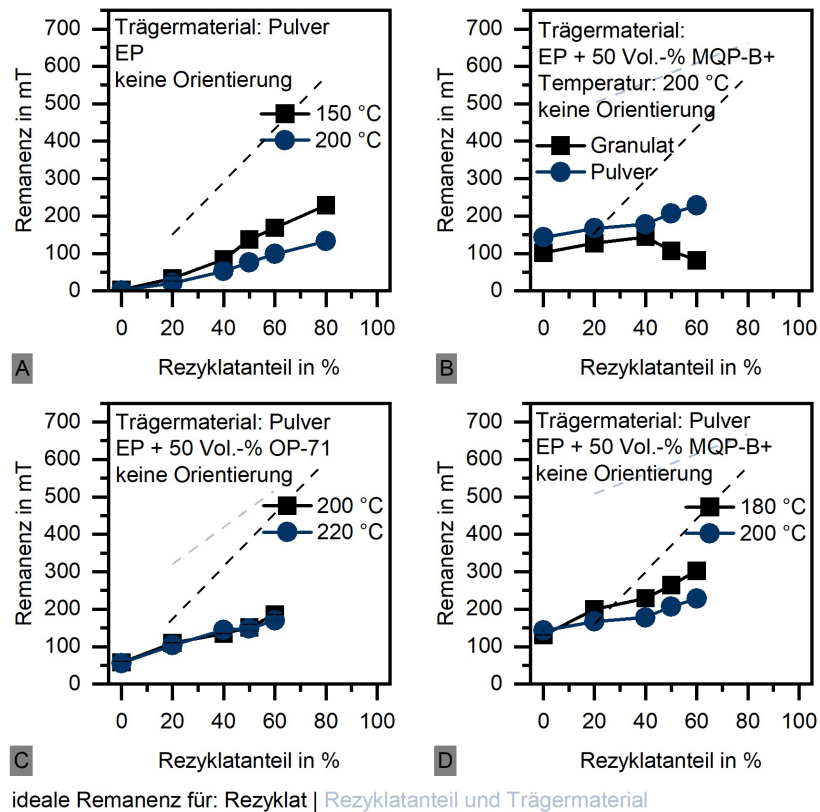 700
600
500
400
300
200
100
0
Remanenz in mT
Trägermaterial: Pulver
EP
keine Orientierung
150 °C
200 °C
0 20 40 60 80 100
Rezyklatanteil in %
A
700
600
500
400
300
200
100
0
Remanenz in mT
Trägermaterial:
EP + 50 Vol.-% MQP-B+
Temperatur: 200 °C
keine Orientierung
Granulat
Pulver
0 20 40 60 80 100
Rezyklatanteil in %
B
700
600
500
400
300
200
100
0
Remanenz in mT
Trägermaterial: Pulver
EP + 50 Vol.-% OP-71
keine Orientierung
200 °C
220 °C
0 20 40 60 80 100
Rezyklatanteil in %
C
700
600
500
400
300
200
100
0
Remanenz in mT
Trägermaterial: Pulver
EP + 50 Vol.-% MQP-B+
keine Orientierung
180 °C
200 °C
0 20 40 60 80 100
Rezyklatanteil in %
D
ideale Remanenz für: Rezyklat | Rezyklatanteil und Trägermaterial